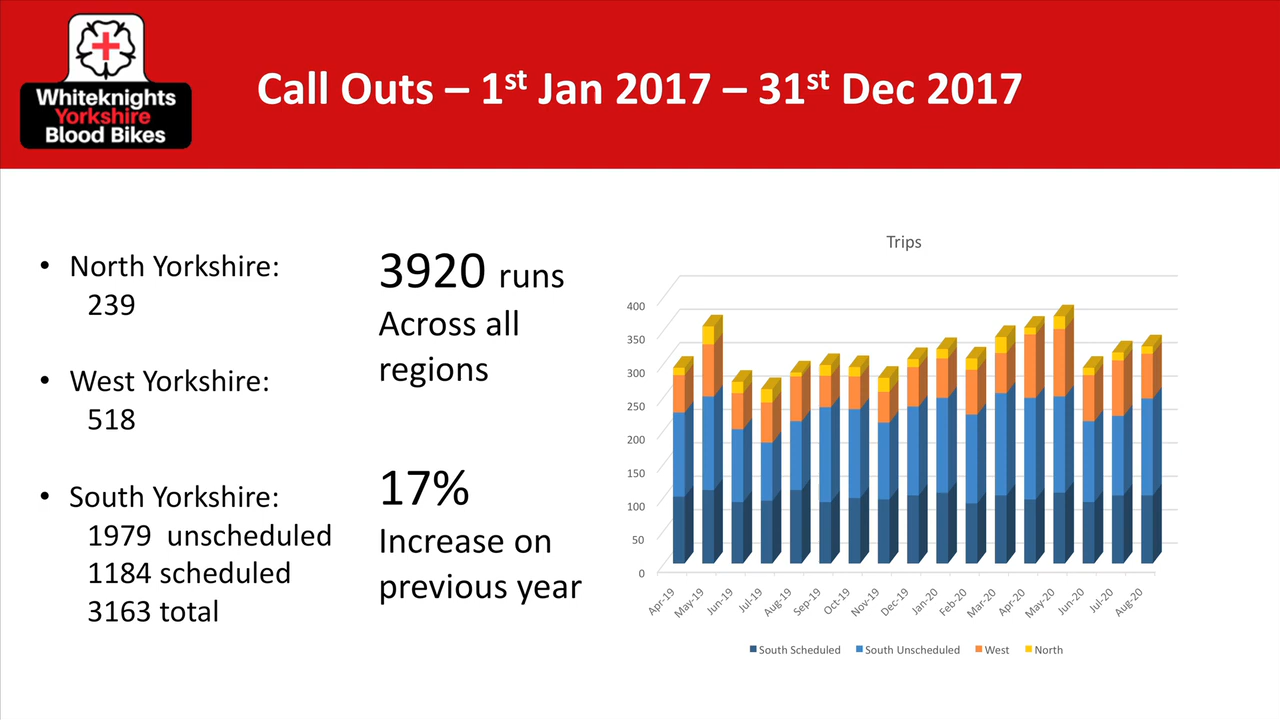 Whiteknights
Yorkshire
Blood Bikes
Call Outs – 1st Jan 2017 – 31st Dec 2017
• North Yorkshire:
239
• West Yorkshire:
518
• South Yorkshire:
1979 unscheduled
1184 scheduled
3163 total
3920 runs
Across all
regions
17%
Increase on
previous year
Trips
400
350
300
250
200
150
100
50
0
Apr-19 May-19 Jun-19 Jul-19 Aug-19 Sep-19 Oct-19 Nov-19 Dec-19 Jan-20 Feb-20 Mar-20 Apr-20 May-20 Jun-20 Jul-20 Aug-20
South Scheduled South Unscheduled West North